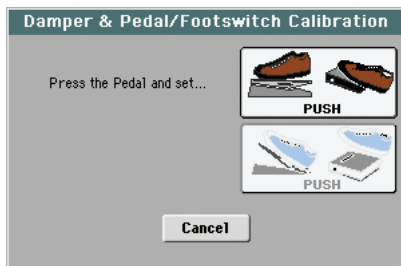 Damper & Pedal/Footswitch Calibration
Press the Pedal and set...
PUSH
PUSH
Cancel